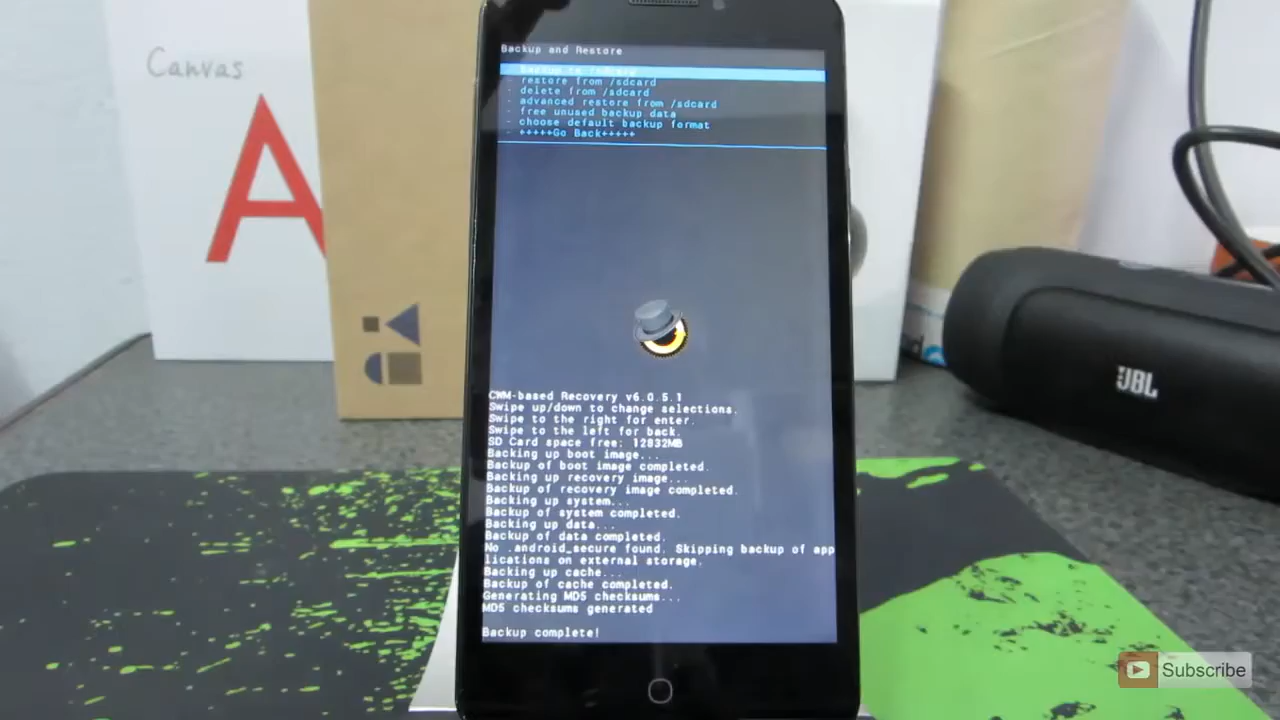 Canvas
A
Backup and Restore
- backup to /sdcard
- restore from /sdcard
- delete from /sdcard
- advanced restore from /sdcard
- free unused backup data
- choose default backup format
- +++++Go Back+++++
CWM-based Recovery v6.0.5.1
Swipe up/down to change selections.
Swipe to the right for enter.
Swipe to the left for back.
SD Card space free: 12832MB
Backing up boot image...
Backup of boot image completed.
Backing up recovery image...
Backup of recovery image completed.
Backing up system...
Backup of system completed.
Backing up data...
Backup of data completed.
No .android_secure found. Skipping backup of app
lications on external storage.
Backing up cache...
Backup of cache completed.
Generating MD5 checksums...
MD5 checksums generated
Backup complete!
JBL
Subscribe